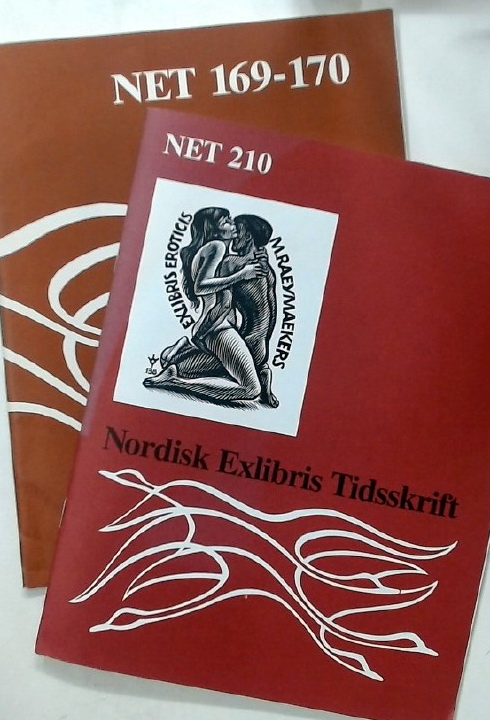 NET 169-170
NET 210
EXLIBRIS EROTICIS
M.RAEYMAEKERS
Nordisk Exlibris Tidsskrift